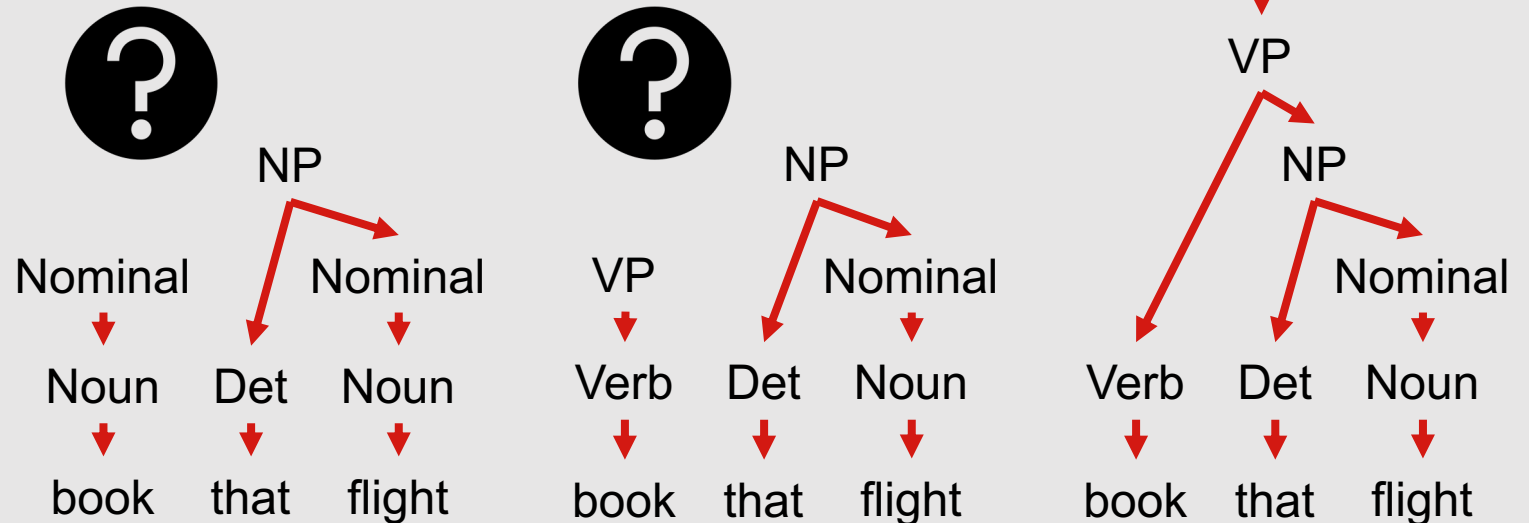 ?
NP
Nominal Nominal
Noun Det Noun
book that flight
?
NP
VP Nominal
Verb Det Noun
book that flight
VP
NP
Nominal
Verb Det Noun
book that flight